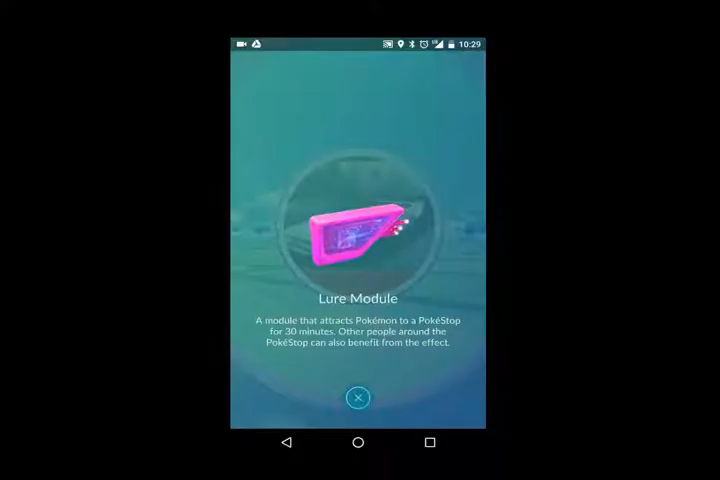 10:29
Lure Module
A module that attracts Pokémon to a PokéStop
for 30 minutes. Other people around the
PokéStop can also benefit from the effect.